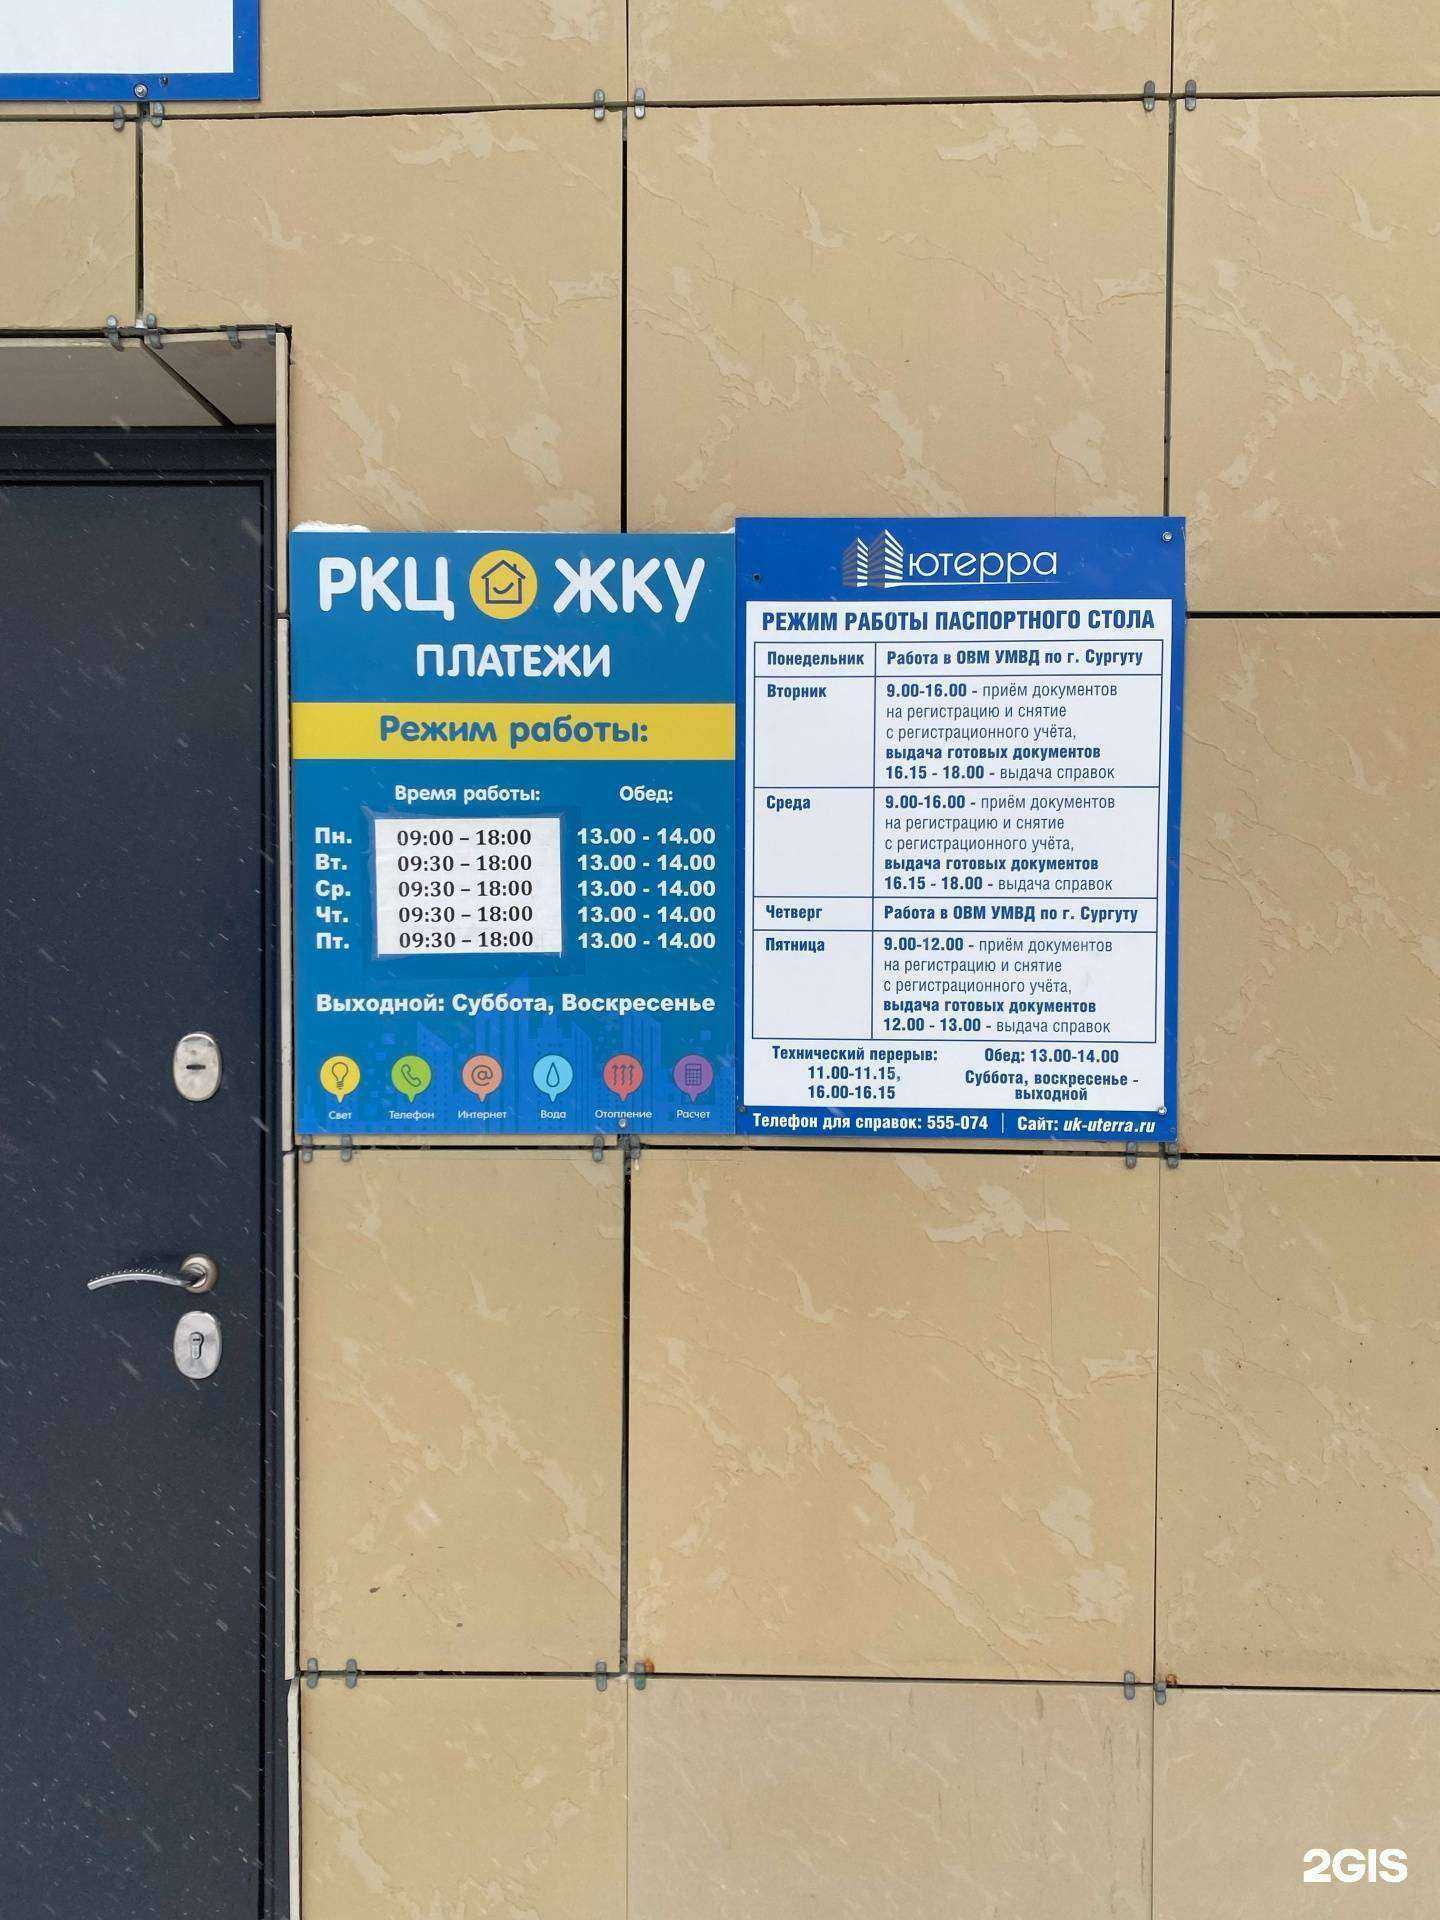 РКЦ ЖКУ
ПЛАТЕЖИ
Режим работы:
Время работы: Обед:
Пн. 09:00 – 18:00 13.00 - 14.00
Вт. 09:30 – 18:00 13.00 - 14.00
Ср. 09:30 – 18:00 13.00 - 14.00
Чт. 09:30 – 18:00 13.00 - 14.00
Пт. 09:30 – 18:00 13.00 - 14.00
Выходной: Суббота, Воскресенье
Свет Телефон Интернет Вода Отопление Расчет
ютерра
РЕЖИМ РАБОТЫ ПАСПОРТНОГО СТОЛА
Понедельник Работа в ОВМ УМВД по г. Сургуту
Вторник 9.00-16.00 - приём документов
на регистрацию и снятие
с регистрационного учёта,
выдача готовых документов
16.15 - 18.00 - выдача справок
Среда 9.00-16.00 - приём документов
на регистрацию и снятие
с регистрационного учёта,
выдача готовых документов
16.15 - 18.00 - выдача справок
Четверг Работа в ОВМ УМВД по г. Сургуту
Пятница 9.00-12.00 - приём документов
на регистрацию и снятие
с регистрационного учёта,
выдача готовых документов
12.00 - 13.00 - выдача справок
Технический перерыв:
11.00-11.15,
16.00-16.15
Обед: 13.00-14.00
Суббота, воскресенье -
выходной
Телефон для справок: 555-074 | Сайт: uk-uterra.ru
2GIS